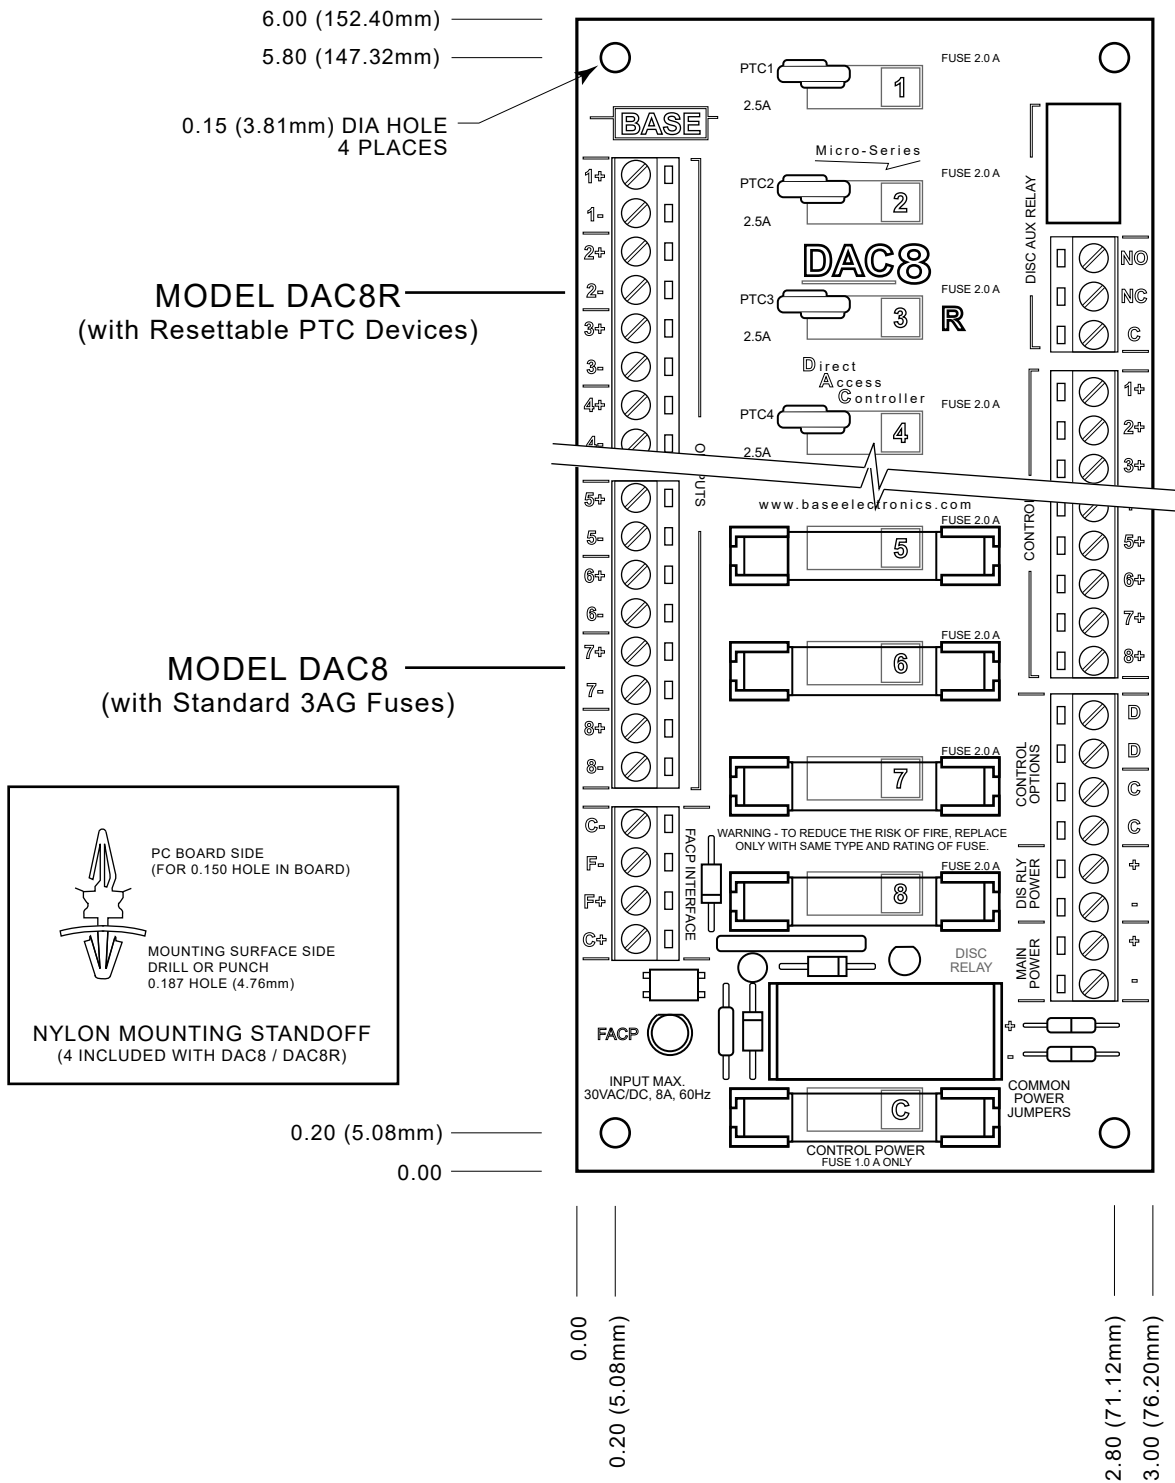 6.00 (152.40mm)
5.80 (147.32mm)
0.15 (3.81mm) DIA HOLE
4 PLACES
MODEL DAC8R
(with Resettable PTC Devices)
MODEL DAC8
(with Standard 3AG Fuses)
PC BOARD SIDE
(FOR 0.150 HOLE IN BOARD)
MOUNTING SURFACE SIDE
DRILL OR PUNCH
0.187 HOLE (4.76mm)
NYLON MOUNTING STANDOFF
(4 INCLUDED WITH DAC8 / DAC8R)
0.20 (5.08mm)
0.00
BASE
1+
1-
2+
2-
3+
3-
4+
4-
5+
5-
6+
6-
7+
7-
8+
8-
C-
F-
F+
C+
FACP INTERFACE
PTC1
2.5A
1
FUSE 2.0 A
Micro-Series
PTC2
2.5A
2
FUSE 2.0 A
DAC8
R
PTC3
2.5A
3
FUSE 2.0 A
Direct
Access
Controller
PTC4
2.5A
4
FUSE 2.0 A
www.baseelectronics.com
FUSE 2.0 A
5
FUSE 2.0 A
6
FUSE 2.0 A
7
WARNING - TO REDUCE THE RISK OF FIRE, REPLACE
ONLY WITH SAME TYPE AND RATING OF FUSE.
FUSE 2.0 A
8
DISC
RELAY
FACP
INPUT MAX.
30VAC/DC, 8A, 60Hz
C
CONTROL POWER
FUSE 1.0 A ONLY
DISC AUX RELAY
NO
NC
C
CONTROL
1+
2+
3+
5+
6+
7+
8+
CONTROL
OPTIONS
D
D
C
C
DIS RLY
POWER
+
-
MAIN
POWER
+
-
+
-
COMMON
POWER
JUMPERS
0.00
0.20 (5.08mm)
2.80 (71.12mm)
3.00 (76.20mm)